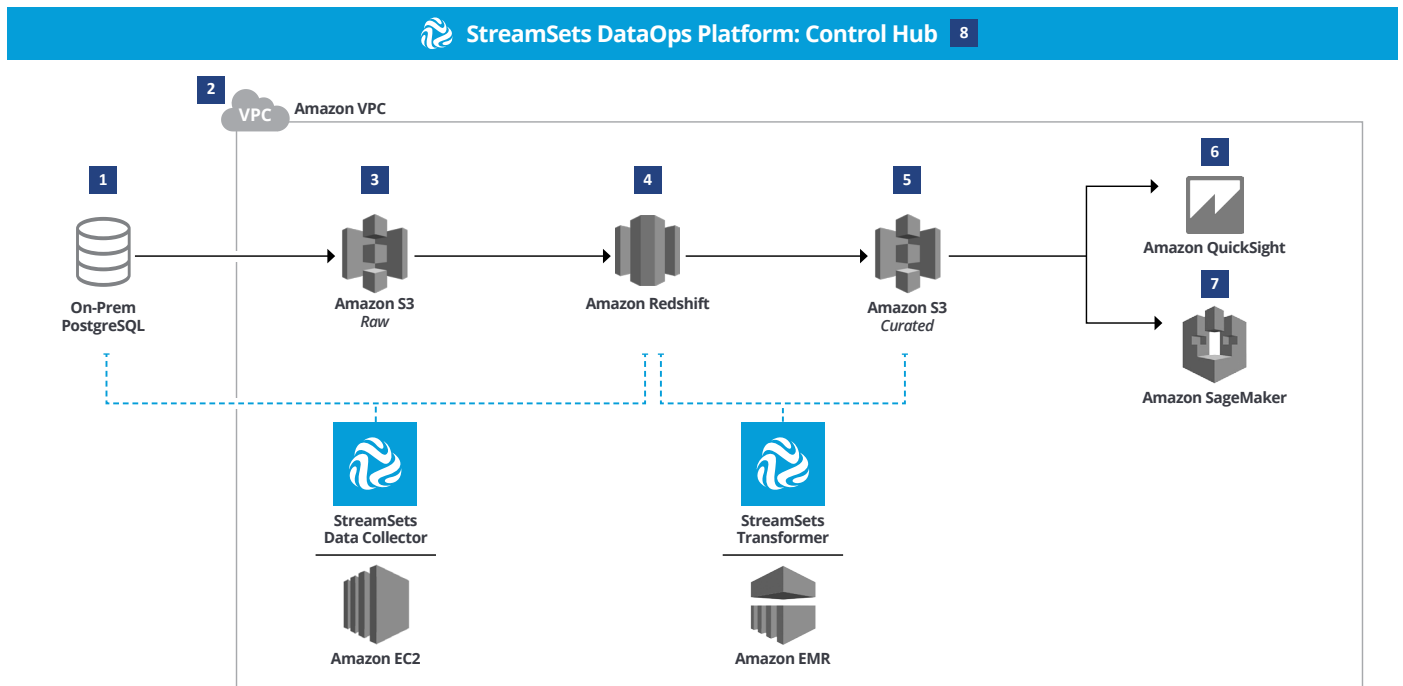 StreamSets DataOps Platform: Control Hub 8
2
VPC
Amazon VPC
1
3
4
5
6
Amazon QuickSight
7
On-Prem
PostgreSQL
Amazon S3
Raw
Amazon Redshift
Amazon S3
Curated
Amazon SageMaker
StreamSets
Data Collector
StreamSets
Transformer
Amazon EC2
Amazon EMR